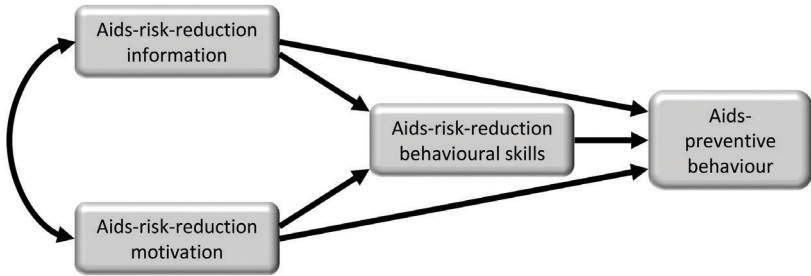 Aids-risk-reduction
information
Aids-risk-reduction
behavioural skills
Aids-
preventive
behaviour
Aids-risk-reduction
motivation